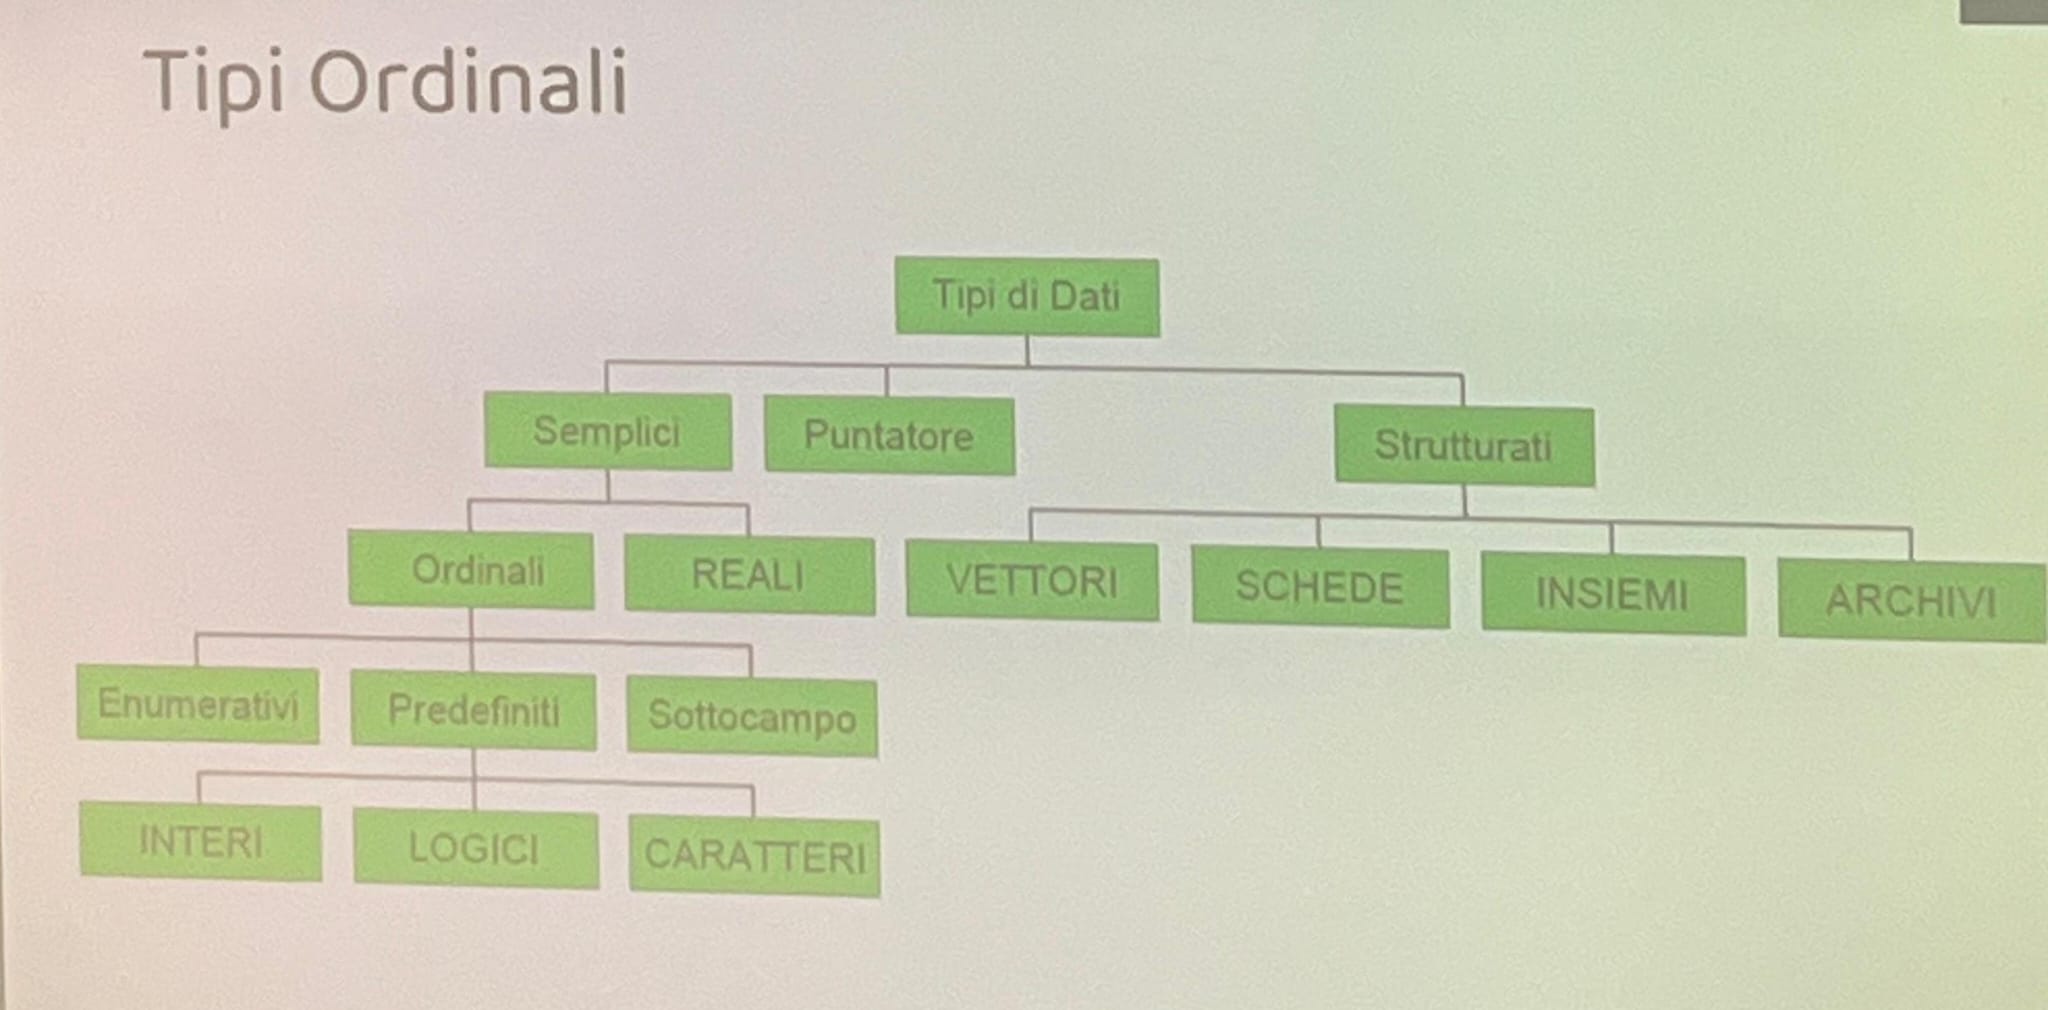 Tipi Ordinali
Tipi di Dati
Semplici
Puntatore
Strutturati
Ordinali
REALI
VETTORI
SCHEDE
INSIEMI
ARCHIVI
Enumerativi
Predefiniti
Sottocampo
INTERI
LOGICI
CARATTERI